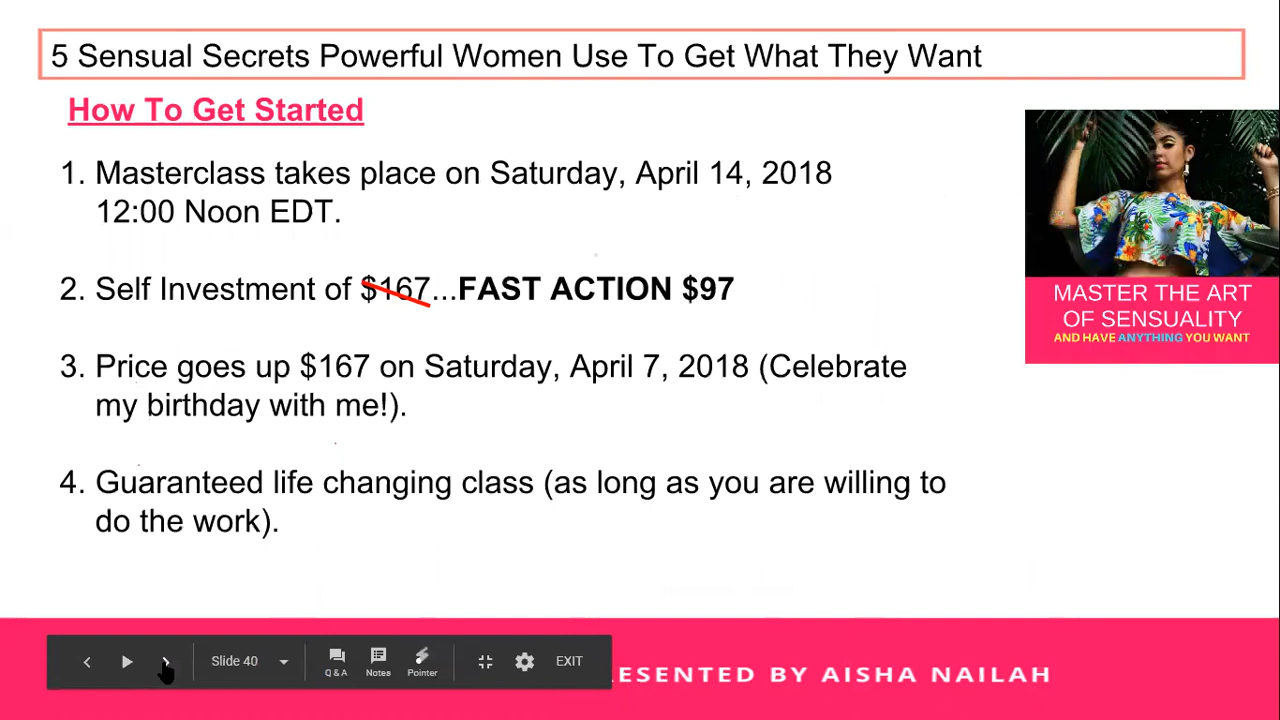 5 Sensual Secrets Powerful Women Use To Get What They Want
How To Get Started
1. Masterclass takes place on Saturday, April 14, 2018
12:00 Noon EDT.
2. Self Investment of $167...FAST ACTION $97
3. Price goes up $167 on Saturday, April 7, 2018 (Celebrate
my birthday with me!).
4. Guaranteed life changing class (as long as you are willing to
do the work).
MASTER THE ART
OF SENSUALITY
AND HAVE ANYTHING YOU WANT
Slide 40
Q & A
Notes
Pointer
EXIT
ESENTED BY AISHA NAILAH